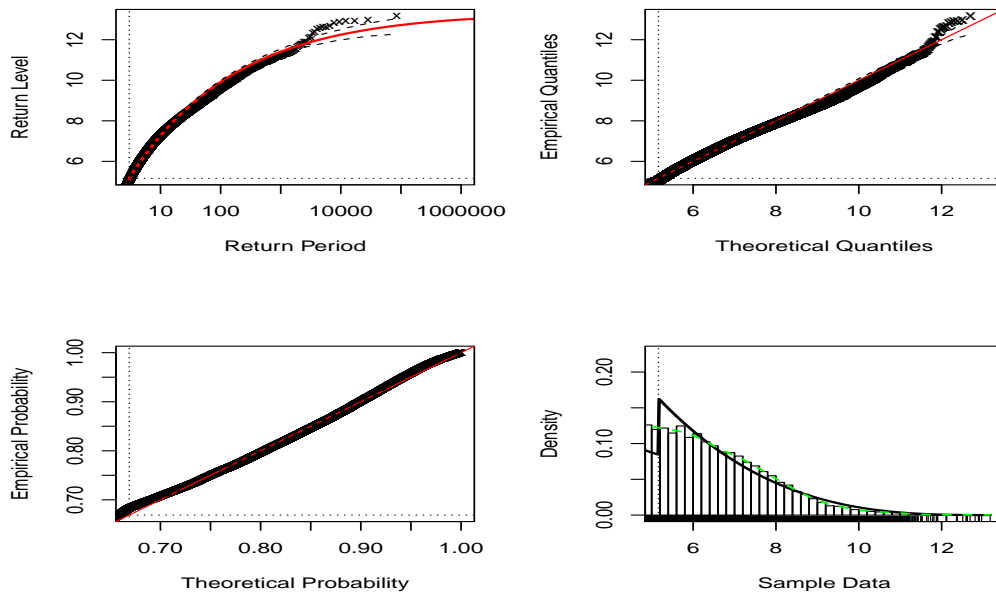 Return Level
12
10
8
6
10 100 10000 1000000
Return Period
Empirical Quantiles
12
10
8
6
6 8 10 12
Theoretical Quantiles
Empirical Probability
1.00
0.90
0.80
0.70
0.70 0.80 0.90 1.00
Theoretical Probability
Density
0.20
0.10
0.00
6 8 10 12
Sample Data